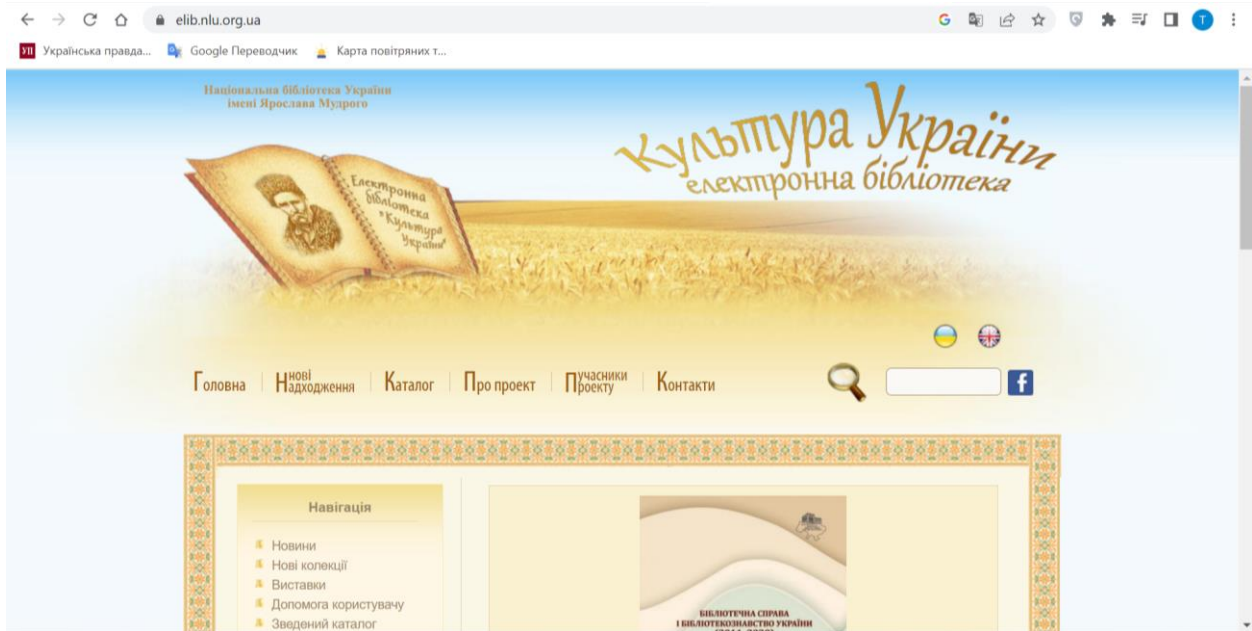 elib.nlu.org.ua
УП Українська правда... Google Переводчик Карта повітряних т...
Національна бібліотека України
імені Ярослава Мудрого
Культура України
електронна бібліотека
Електронна
бібліотека
"Культура
України"
Головна Нові Надходження Каталог Про проект Учасники Проекту Контакти
Навігація
Новини
Нові колекції
Виставки
Допомога користувачу
Зведений каталог
БІБЛІОТЕЧНА СПРАВА
І БІБЛІОТЕКОЗНАВСТВО УКРАЇНИ